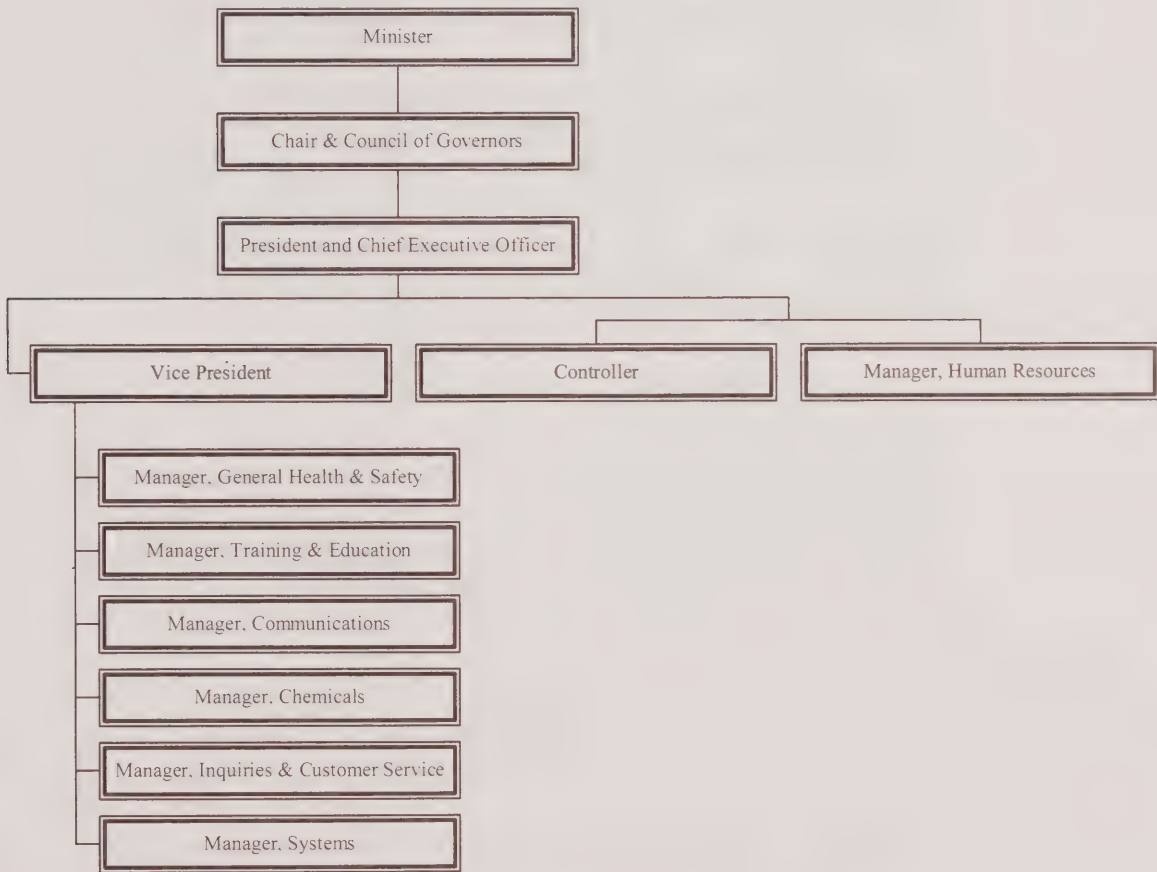 Minister
Chair & Council of Governors
President and Chief Executive Officer
Vice President
Controller
Manager, Human Resources
Manager, General Health & Safety
Manager, Training & Education
Manager, Communications
Manager, Chemicals
Manager, Inquiries & Customer Service
Manager, Systems